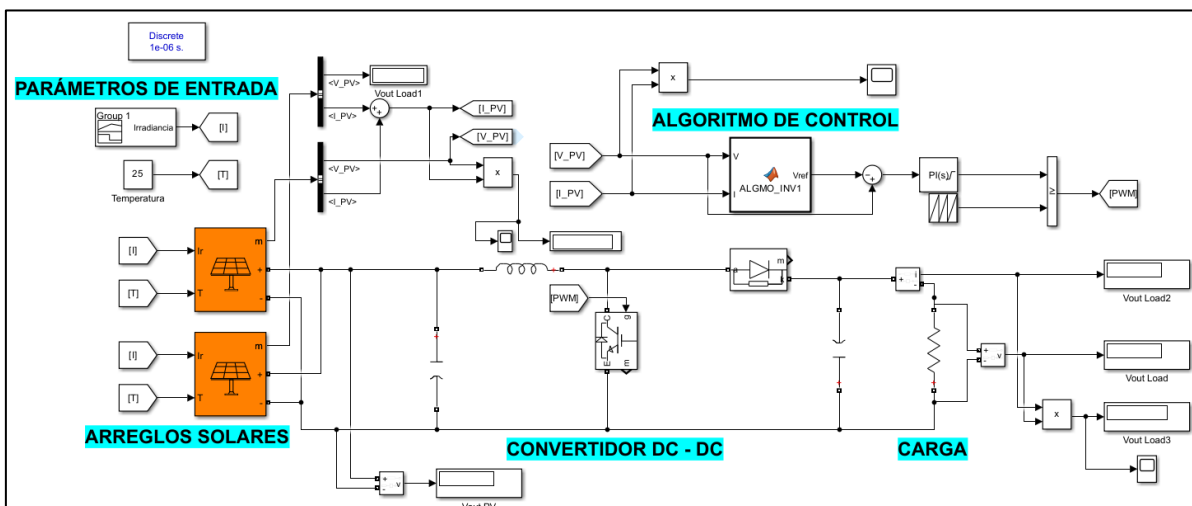 Discrete
1e-06 s.
PARÁMETROS DE ENTRADA
Group 1
Irradiancia
[I]
25
Temperatura
[T]
<V_PV>
Vout Load1
<I_PV>
<V_PV>
<I_PV>
+
+
[I_PV]
[V_PV]
x
x
ALGORITMO DE CONTROL
[V_PV]
[I_PV]
V
I
Vref
ALGMO_INV1
-
+
PI(s)
[PWM]
[I]
[T]
Ir
T
m
+
-
[I]
[T]
Ir
T
m
+
-
ARREGLOS SOLARES
+
+
[PWM]
g
C
E
m
a
k
m
+
+
i
-
+
+
-
v
x
Vout Load2
Vout Load
Vout Load3
CONVERTIDOR DC - DC
CARGA
+
-
v
Vout PV